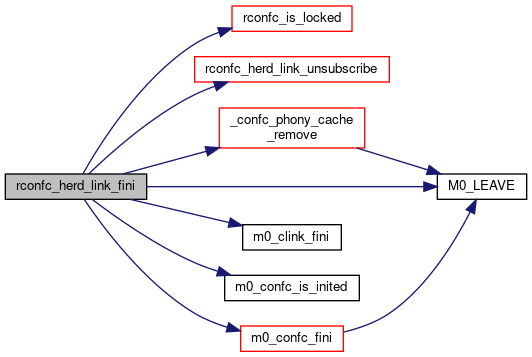 rconfc_is_locked
rconfc_herd_link_unsubscribe
_confc_phony_cache
_remove
rconfc_herd_link_fini
M0_LEAVE
m0_clink_fini
m0_confc_is_inited
m0_confc_fini